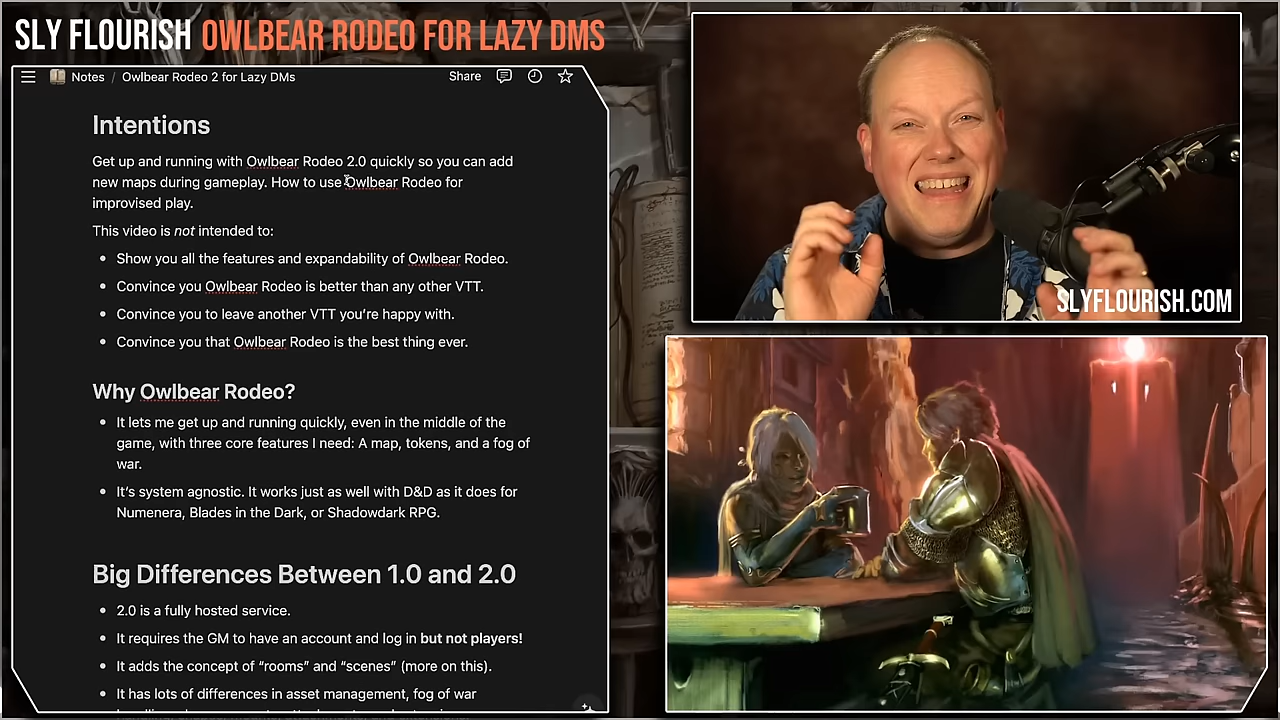 SLY FLOURISH OWLBEAR RODEO FOR LAZY DMS
Notes / Owlbear Rodeo 2 for Lazy DMs
Share
Intentions
Get up and running with Owlbear Rodeo 2.0 quickly so you can add
new maps during gameplay. How to use Owlbear Rodeo for
improvised play.
This video is not intended to:
• Show you all the features and expandability of Owlbear Rodeo.
• Convince you Owlbear Rodeo is better than any other VTT.
• Convince you to leave another VTT you’re happy with.
• Convince you that Owlbear Rodeo is the best thing ever.
Why Owlbear Rodeo?
• It lets me get up and running quickly, even in the middle of the
game, with three core features I need: A map, tokens, and a fog of
war.
• It’s system agnostic. It works just as well with D&D as it does for
Numenera, Blades in the Dark, or Shadowdark RPG.
Big Differences Between 1.0 and 2.0
• 2.0 is a fully hosted service.
• It requires the GM to have an account and log in but not players!
• It adds the concept of “rooms” and “scenes” (more on this).
• It has lots of differences in asset management, fog of war
SLYFLOURISH.COM